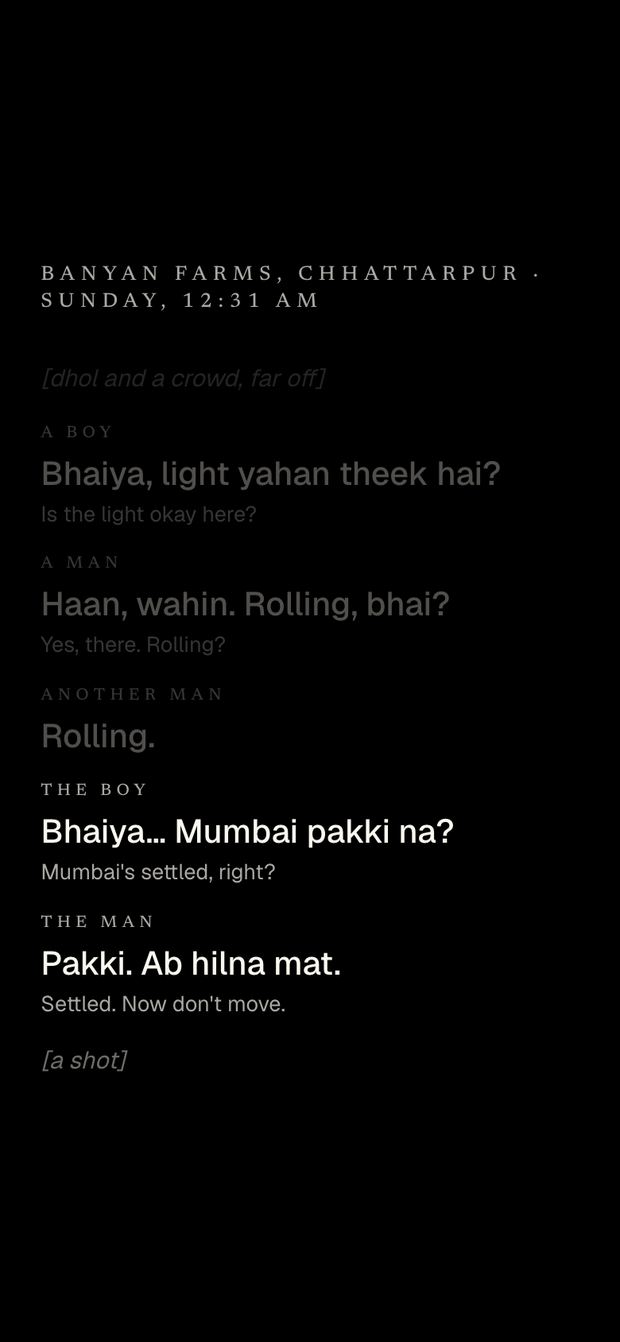 BANYAN FARMS, CHHATTARPUR ·
SUNDAY, 12:31 AM
[dhol and a crowd, far off]
A BOY
Bhaiya, light yahan theek hai?
Is the light okay here?
A MAN
Haan, wahin. Rolling, bhai?
Yes, there. Rolling?
ANOTHER MAN
Rolling.
THE BOY
Bhaiya... Mumbai pakki na?
Mumbai's settled, right?
THE MAN
Pakki. Ab hilna mat.
Settled. Now don't move.
[a shot]